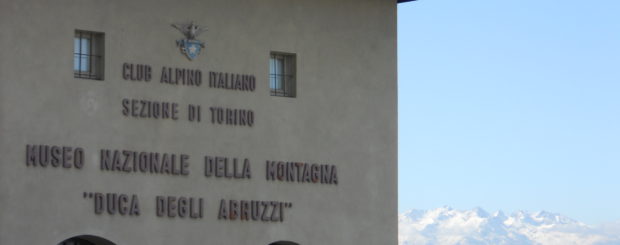 CLUB ALPINO ITALIANO
SEZIONE DI TORINO
MUSEO NAZIONALE DELLA MONTAGNA
"DUCA DEGLI ABRUZZI"